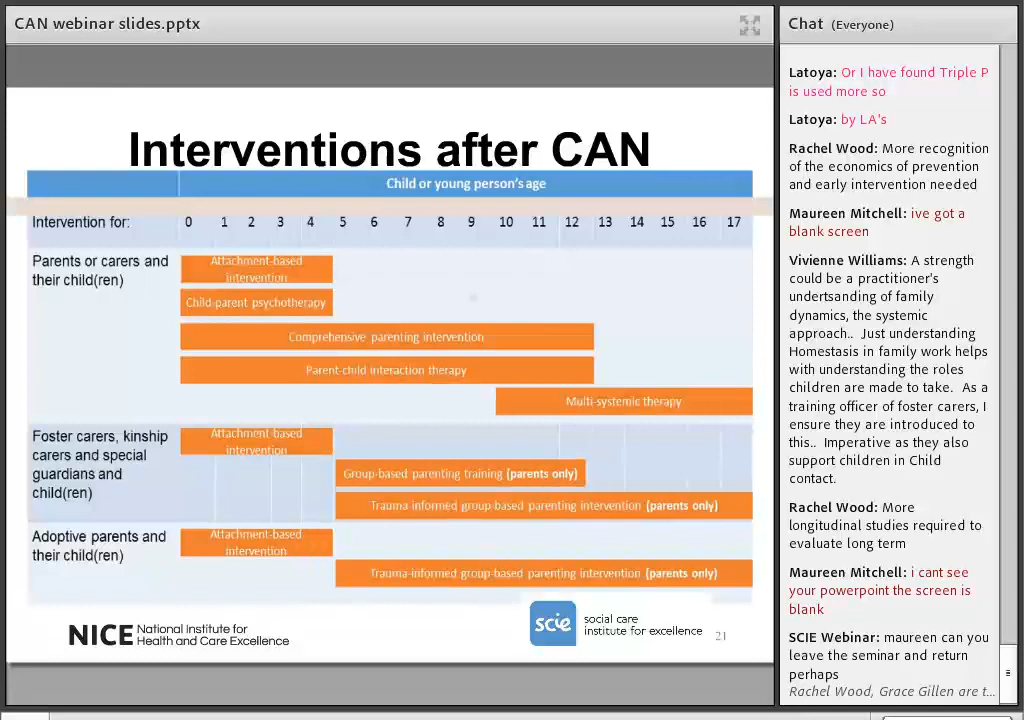 CAN webinar slides.pptx
Interventions after CAN
Child or young person's age
Intervention for: 0 1 2 3 4 5 6 7 8 9 10 11 12 13 14 15 16 17
Parents or carers and
their child(ren)
Attachment-based
intervention
Child-parent psychotherapy
Comprehensive parenting intervention
Parent-child interaction therapy
Multi-systemic therapy
Foster carers, kinship
carers and special
guardians and
child(ren)
Attachment-based
intervention
Group-based parenting training (parents only)
Trauma-informed group-based parenting intervention (parents only)
Adoptive parents and
their child(ren)
Attachment-based
intervention
Trauma-informed group-based parenting intervention (parents only)
NICE National Institute for
Health and Care Excellence
scie social care
institute for excellence
21
Chat (Everyone)
Latoya: Or I have found Triple P
is used more so
Latoya: by LA's
Rachel Wood: More recognition
of the economics of prevention
and early intervention needed
Maureen Mitchell: ive got a
blank screen
Vivienne Williams: A strength
could be a practitioner's
undertsanding of family
dynamics, the systemic
approach.. Just understanding
Homestasis in family work helps
with understanding the roles
children are made to take. As a
training officer of foster carers, I
ensure they are introduced to
this.. Imperative as they also
support children in Child
contact.
Rachel Wood: More
longitudinal studies required to
evaluate long term
Maureen Mitchell: i cant see
your powerpoint the screen is
blank
SCIE Webinar: maureen can you
leave the seminar and return
perhaps
Rachel Wood, Grace Gillen are t...